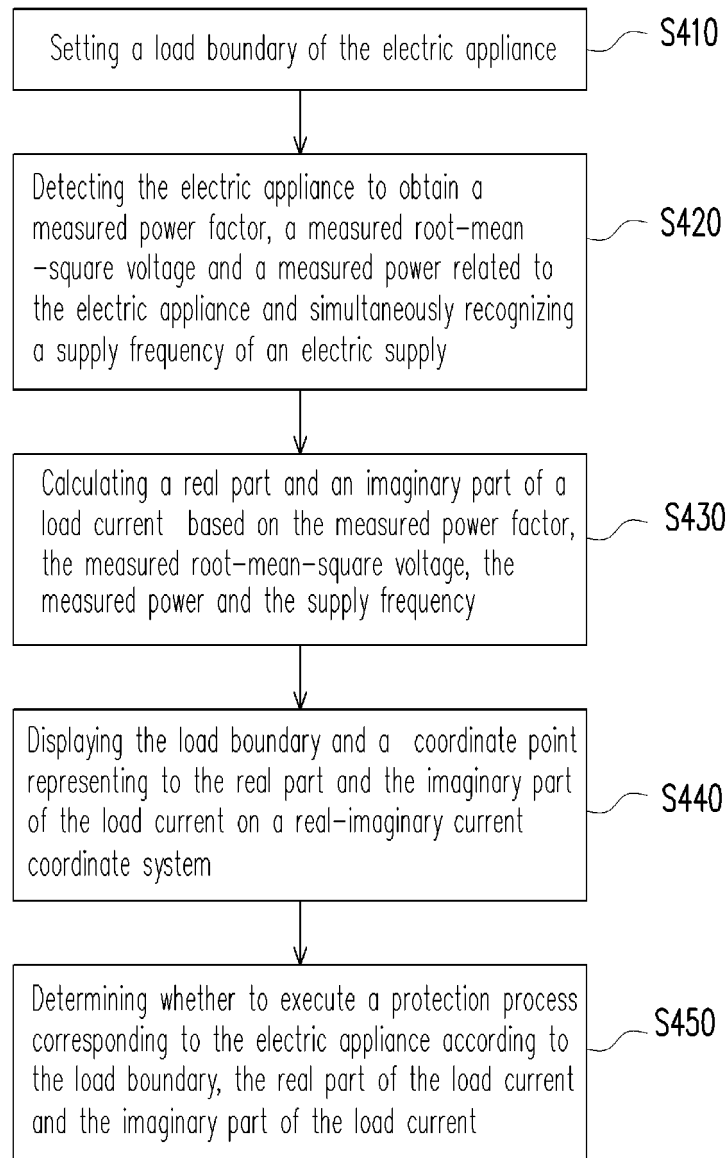 Setting a load boundary of the electric appliance
S410
Detecting the electric appliance to obtain a
measured power factor, a measured root-mean
-square voltage and a measured power related to
the electric appliance and simultaneously recognizing
a supply frequency of an electric supply
S420
Calculating a real part and an imaginary part of a
load current based on the measured power factor,
the measured root-mean-square voltage, the
measured power and the supply frequency
S430
Displaying the load boundary and a coordinate point
representing to the real part and the imaginary part
of the load current on a real-imaginary current
coordinate system
S440
Determining whether to execute a protection process
corresponding to the electric appliance according to
the load boundary, the real part of the load current
and the imaginary part of the load current
S450